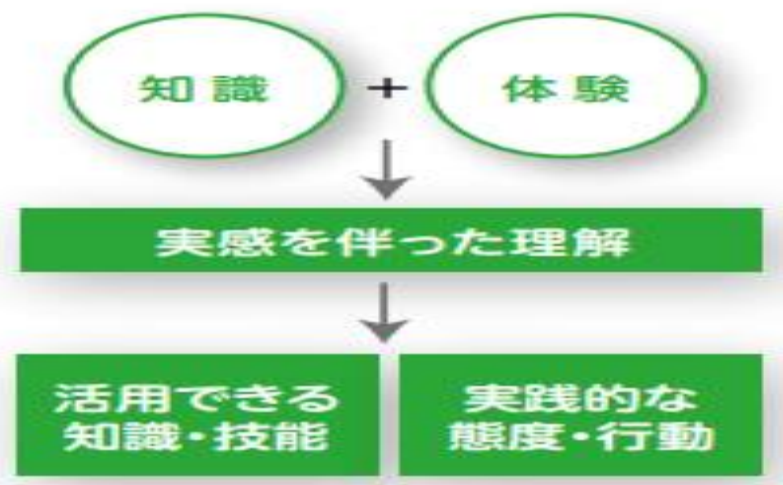 知識 + 体験
実感を伴った理解
活用できる
知識・技能
実践的な
態度・行動